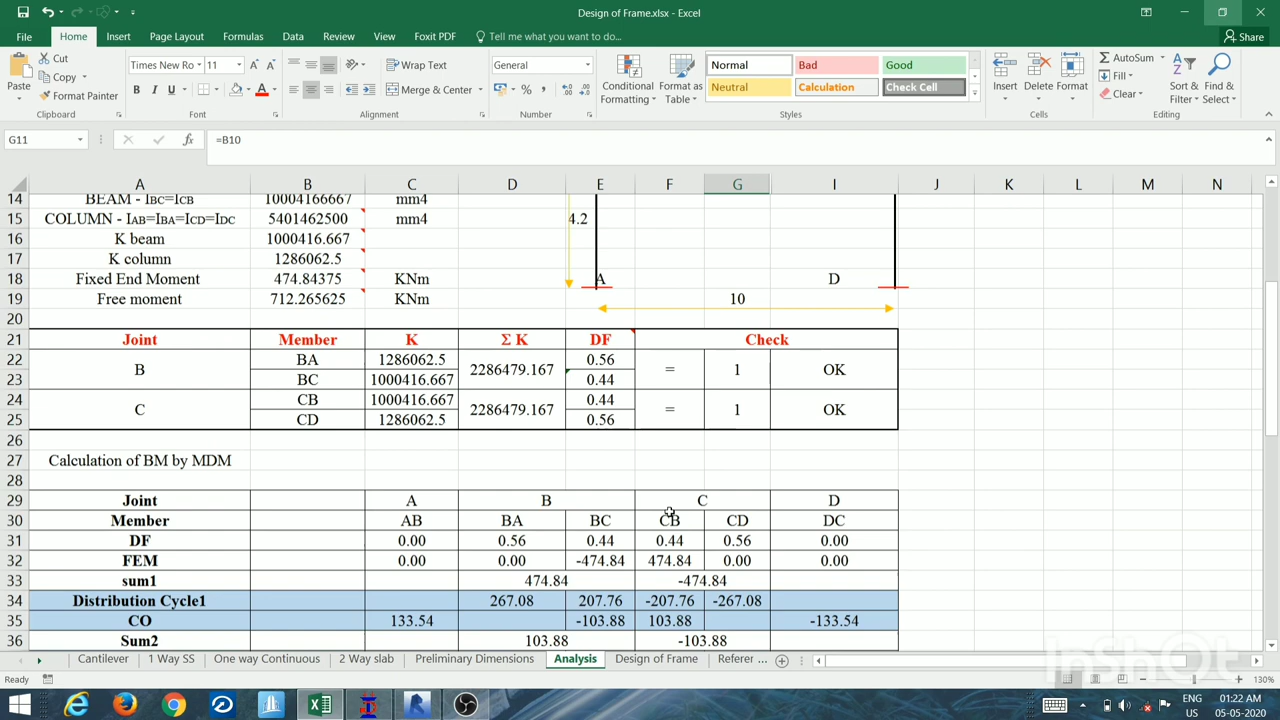 Design of Frame.xlsx - Excel
File Home Insert Page Layout Formulas Data Review View Foxit PDF Tell me what you want to do... Share
Paste Cut Copy Format Painter Clipboard
Times New Ro 11 B I U A Font
Wrap Text Merge & Center Alignment
General % , Number
Conditional Formatting Format as Table Normal Bad Good Neutral Calculation Check Cell Styles
Insert Delete Format Cells
AutoSum Fill Clear Sort & Filter Find & Select Editing
G11 fx =B10
A B C D E F G I J K L M N
14 BEAM - IBC=ICB 10004166667 mm4
15 COLUMN - IAB=IBA=ICD=IDC 5401462500 mm4 4.2
16 K beam 1000416.667
17 K column 1286062.5
18 Fixed End Moment 474.84375 KNm A D
19 Free moment 712.265625 KNm 10
20
21 Joint Member K Σ K DF Check
22 B BA 1286062.5 2286479.167 0.56 = 1 OK
23 BC 1000416.667 0.44
24 C CB 1000416.667 2286479.167 0.44 = 1 OK
25 CD 1286062.5 0.56
26
27 Calculation of BM by MDM
28
29 Joint A B C D
30 Member AB BA BC CB CD DC
31 DF 0.00 0.56 0.44 0.44 0.56 0.00
32 FEM 0.00 0.00 -474.84 474.84 0.00 0.00
33 sum1 474.84 -474.84
34 Distribution Cycle1 267.08 207.76 -207.76 -267.08
35 CO 133.54 -103.88 103.88 -133.54
36 Sum2 103.88 -103.88
Cantilever 1 Way SS One way Continuous 2 Way slab Preliminary Dimensions Analysis Design of Frame Referer ...
InShOt
Ready 130%
ENG 01:22 AM
US 05-05-2020